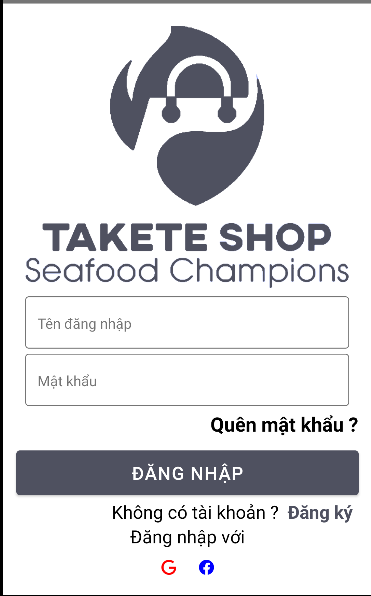 TAKETE SHOP
Seafood Champions
Tên đăng nhập
Mật khẩu
Quên mật khẩu ?
ĐĂNG NHẬP
Không có tài khoản ? Đăng ký
Đăng nhập với